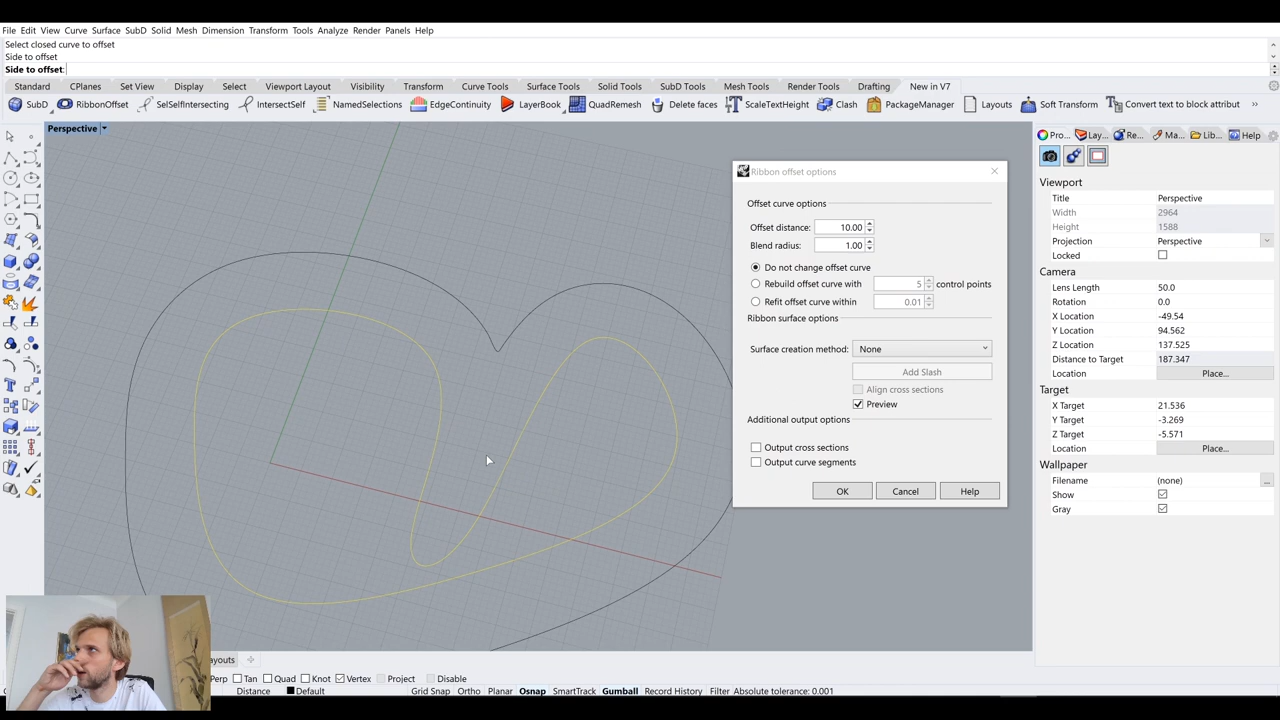 File Edit View Curve Surface SubD Solid Mesh Dimension Transform Tools Analyze Render Panels Help
Select closed curve to offset
Side to offset
Side to offset:
Standard CPlanes Set View Display Select Viewport Layout Visibility Transform Curve Tools Surface Tools Solid Tools SubD Tools Mesh Tools Render Tools Drafting New in V7
SubD RibbonOffset SelSelfIntersecting IntersectSelf NamedSelections EdgeContinuity LayerBook QuadRemesh Delete faces ScaleTextHeight Clash PackageManager Layouts Soft Transform Convert text to block attribut
Perspective
Pro... Lay... Re... Ma... Lib... Help
Ribbon offset options
Offset curve options
Offset distance: 10.00
Blend radius: 1.00
Do not change offset curve
Rebuild offset curve with 5 control points
Refit offset curve within 0.01
Ribbon surface options
Surface creation method: None
Add Slash
Align cross sections
Preview
Additional output options
Output cross sections
Output curve segments
OK Cancel Help
Viewport
Title Perspective
Width 2964
Height 1588
Projection Perspective
Locked
Camera
Lens Length 50.0
Rotation 0.0
X Location -49.54
Y Location 94.562
Z Location 137.525
Distance to Target 187.347
Location Place...
Target
X Target 21.536
Y Target -3.269
Z Target -5.571
Location Place...
Wallpaper
Filename (none) ...
Show
Gray
ayouts
Perp Tan Quad Knot Vertex Project Disable
Distance Default Grid Snap Ortho Planar Osnap SmartTrack Gumball Record History Filter Absolute tolerance: 0.001